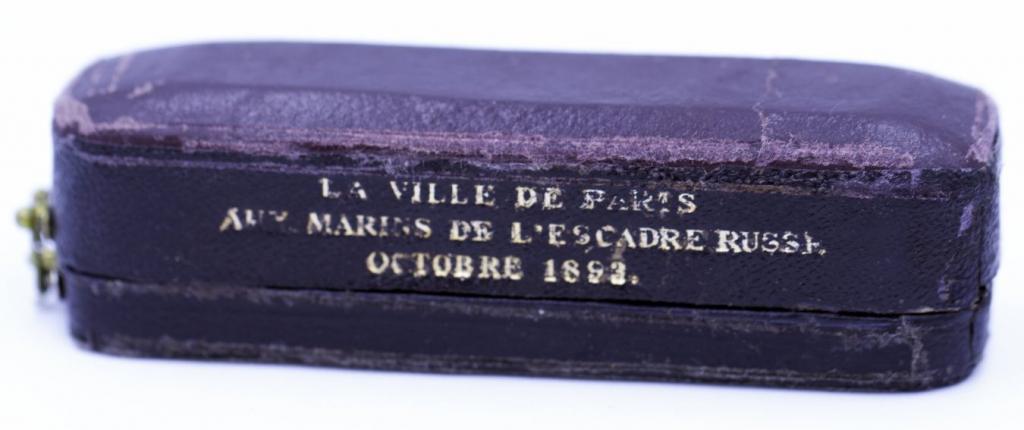 LA VILLE DE PARIS
AUX MARINS DE L'ESCADRE RUSSE
OCTOBRE 1893.